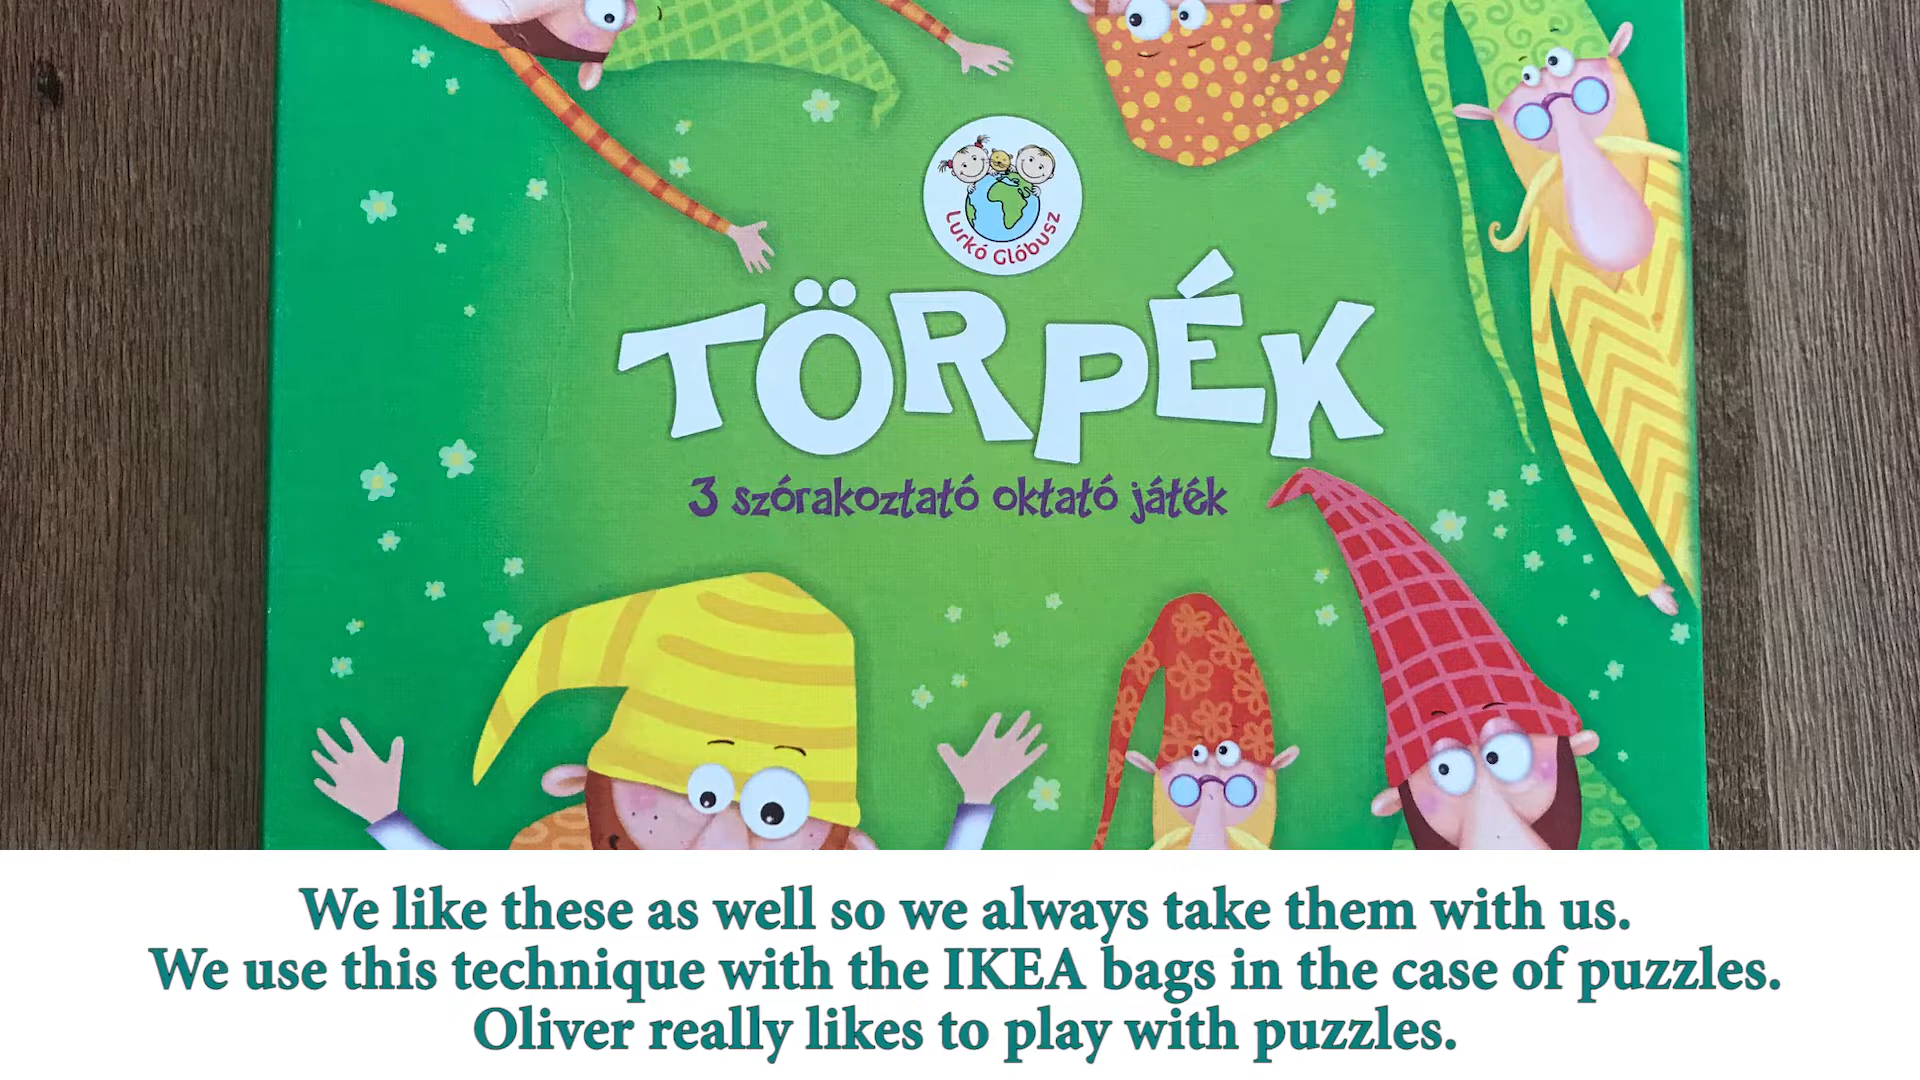 Lurkó Glóbusz
TÖRPÉK
3 szórakoztató oktató játék
We like these as well so we always take them with us.
We use this technique with the IKEA bags in the case of puzzles.
Oliver really likes to play with puzzles.